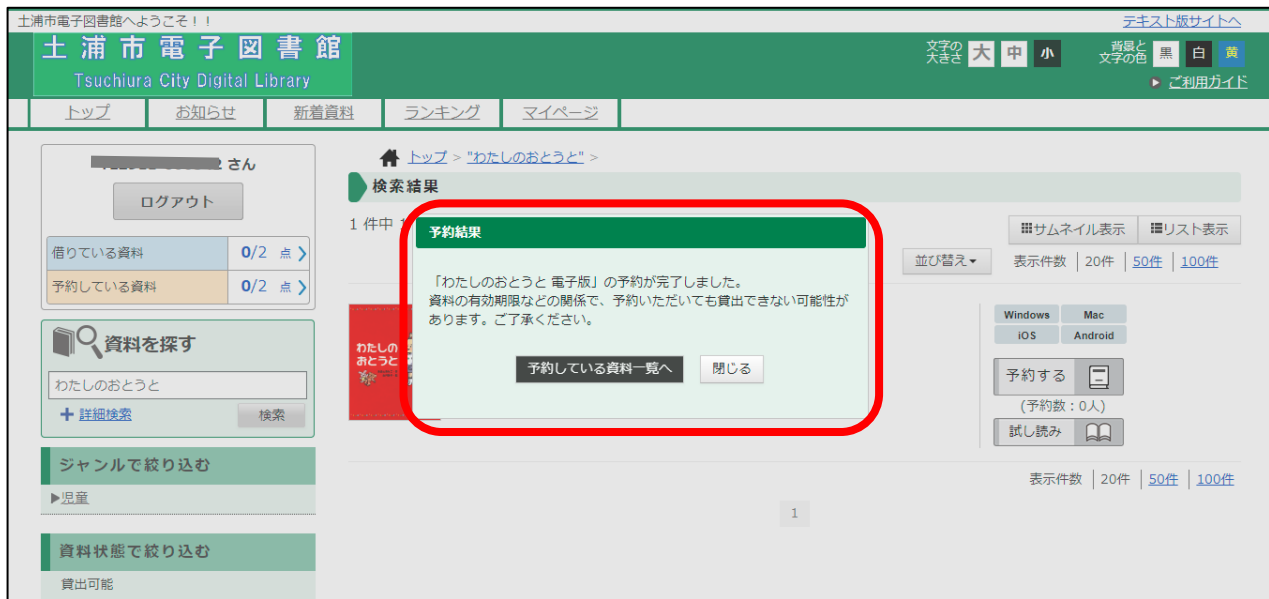 土浦市電子図書館へようこそ！！
テキスト版サイトへ
土浦市電子図書館
Tsuchiura City Digital Library
文字の大きさ 大 中 小 背景と文字の色 黒 白 黄
ご利用ガイド
トップ お知らせ 新着資料 ランキング マイページ
さん
ログアウト
借りている資料 0/2 点
予約している資料 0/2 点
資料を探す
わたしのおとうと
詳細検索 検索
ジャンルで絞り込む
▶児童
資料状態で絞り込む
貸出可能
トップ > "わたしのおとうと" >
検索結果
1 件中
サムネイル表示 リスト表示
並び替え 表示件数 20件 50件 100件
予約結果
「わたしのおとうと 電子版」の予約が完了しました。
資料の有効期限などの関係で、予約いただいても貸出できない可能性が
あります。ご了承ください。
予約している資料一覧へ 閉じる
わたしの
おとうと
Windows Mac
iOS Android
予約する
(予約数：0人)
試し読み
表示件数 20件 50件 100件
1